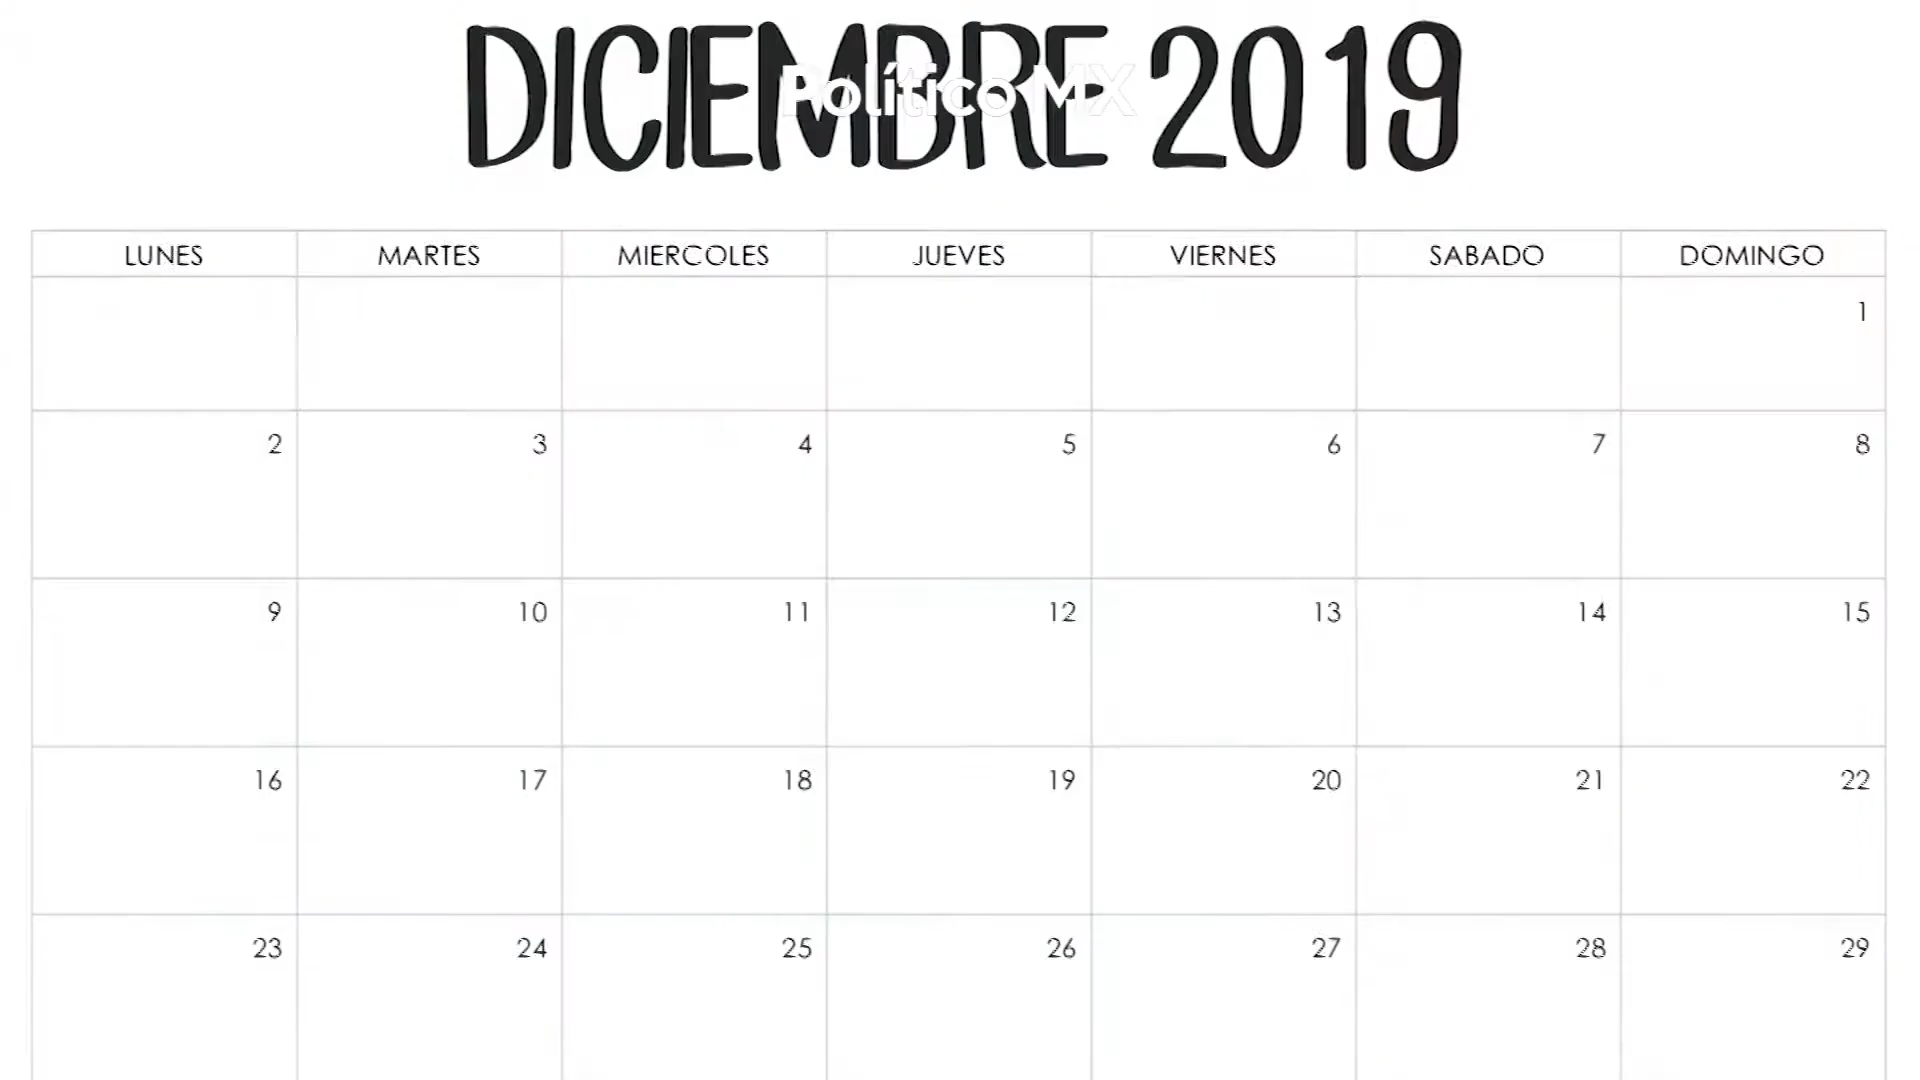 DICIEMBRE 2019
Político MX
LUNES MARTES MIERCOLES JUEVES VIERNES SABADO DOMINGO
1
2 3 4 5 6 7 8
9 10 11 12 13 14 15
16 17 18 19 20 21 22
23 24 25 26 27 28 29